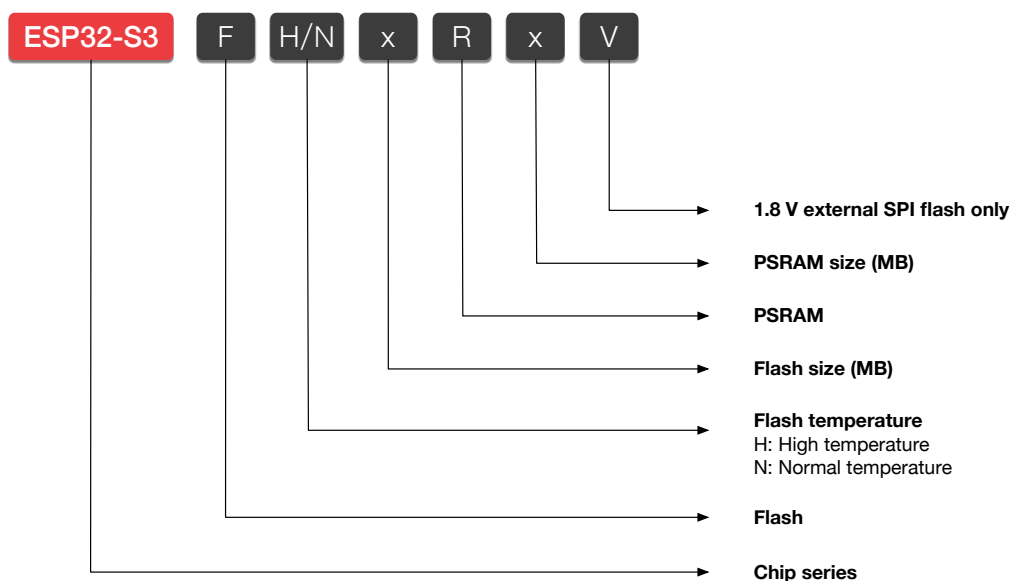 ESP32-S3 F H/N x R x V
1.8 V external SPI flash only
PSRAM size (MB)
PSRAM
Flash size (MB)
Flash temperature
H: High temperature
N: Normal temperature
Flash
Chip series